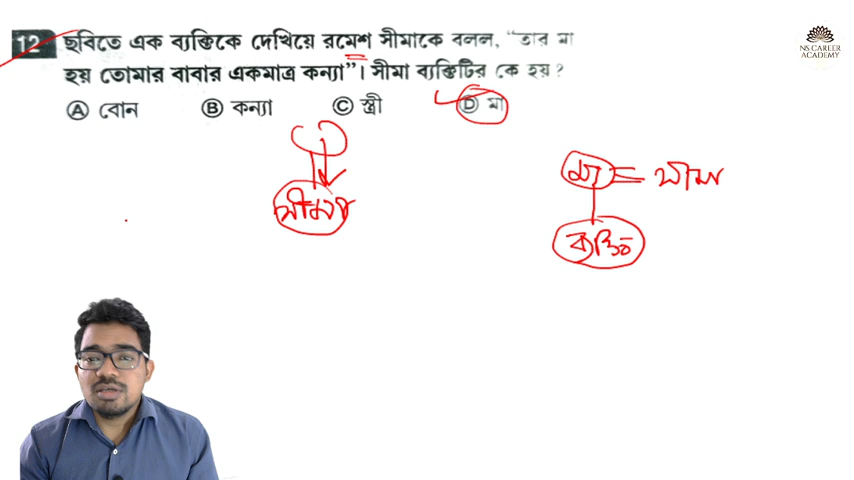 12 ছবিতে এক ব্যক্তিকে দেখিয়ে রমেশ সীমাকে বলল, "তার মা
হয় তোমার বাবার একমাত্র কন্যা"। সীমা ব্যক্তিটির কে হয়?
A বোন B কন্যা C স্ত্রী D মা
NS CAREER
ACADEMY
মা = সীমা
সীমা
ব্যক্তি